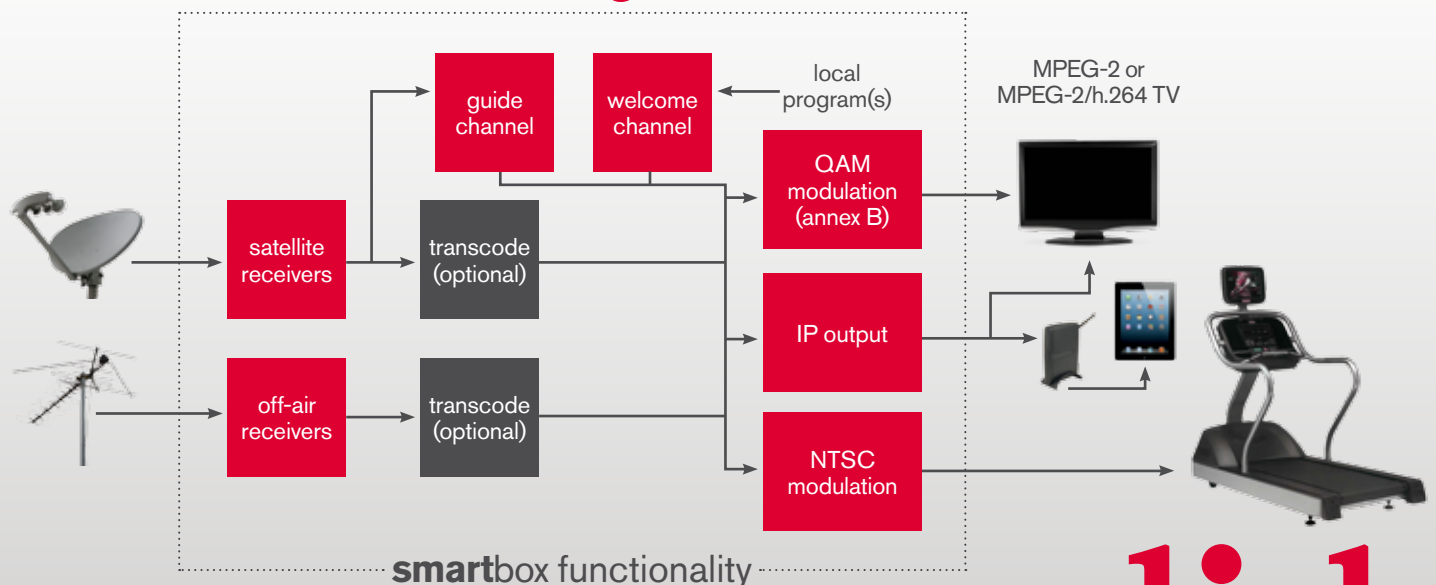 guide
channel
welcome
channel
local
program(s)
MPEG-2 or
MPEG-2/h.264 TV
QAM
modulation
(annex B)
satellite
receivers
transcode
(optional)
IP output
off-air
receivers
transcode
(optional)
NTSC
modulation
smartbox functionality